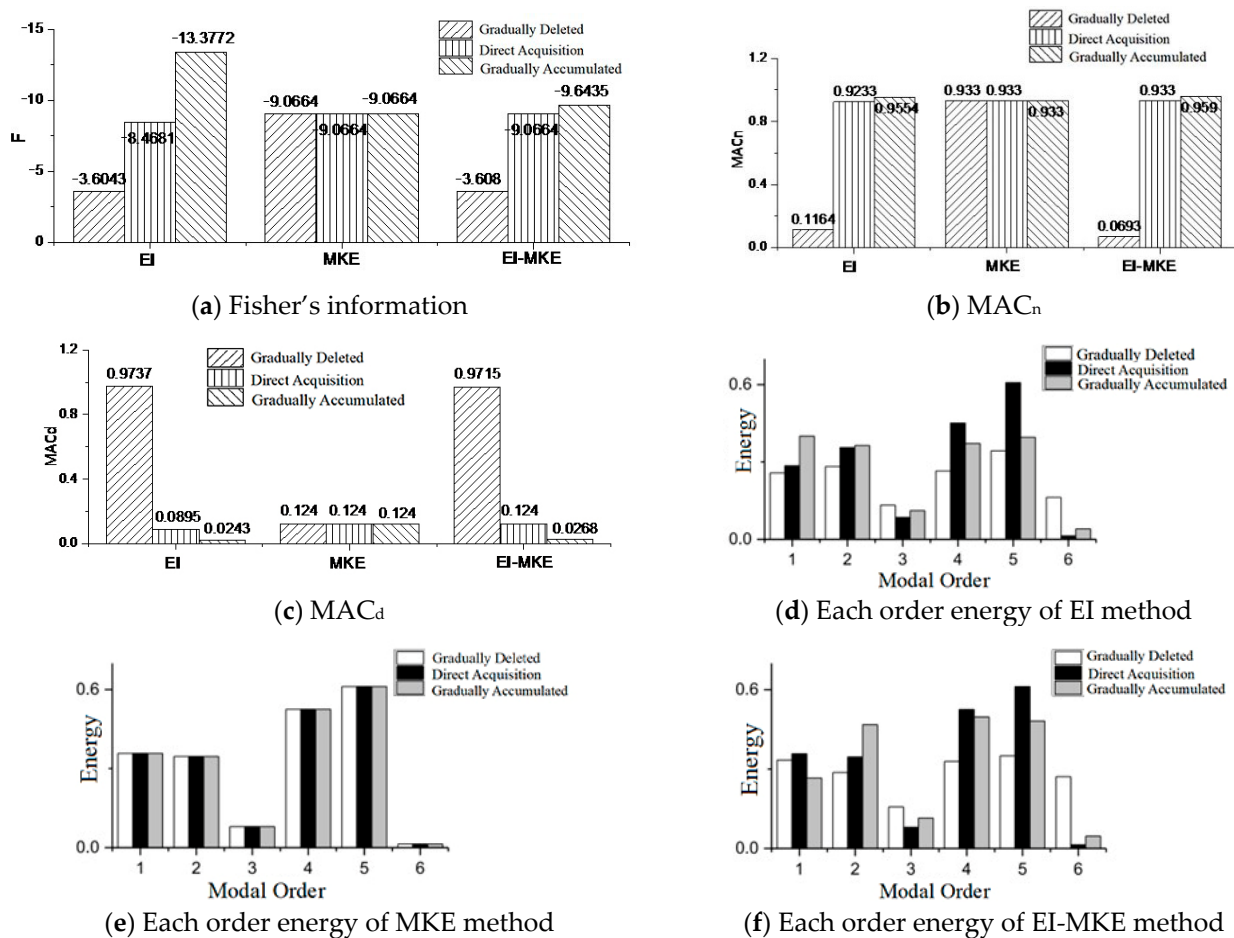 -15
-10
-5
0
F
-13.3772
-9.0664
-9.0664
-9.6435
-8.4681
-9.0664
-9.0664
-3.6043
-3.608
EI
MKE
EI-MKE
Gradually Deleted
Direct Acquisition
Gradually Accumulated
(a) Fisher's information
1.2
0.8
0.4
0.0
MACn
0.9233
0.9554
0.933
0.933
0.933
0.933
0.959
0.1164
0.0693
EI
MKE
EI-MKE
Gradually Deleted
Direct Acquisition
Gradually Accumulated
(b) MACn
1.2
0.8
0.4
0.0
MACd
0.9737
0.0895
0.0243
0.124
0.124
0.124
0.9715
0.124
0.0268
EI
MKE
EI-MKE
Gradually Deleted
Direct Acquisition
Gradually Accumulated
(c) MACd
0.6
0.0
Energy
Gradually Deleted
Direct Acquisition
Gradually Accumulated
1 2 3 4 5 6
Modal Order
(d) Each order energy of EI method
0.6
0.0
Energy
Gradually Deleted
Direct Acquisition
Gradually Accumulated
1 2 3 4 5 6
Modal Order
(e) Each order energy of MKE method
0.6
0.0
Energy
Gradually Deleted
Direct Acquisition
Gradually Accumulated
1 2 3 4 5 6
Modal Order
(f) Each order energy of EI-MKE method